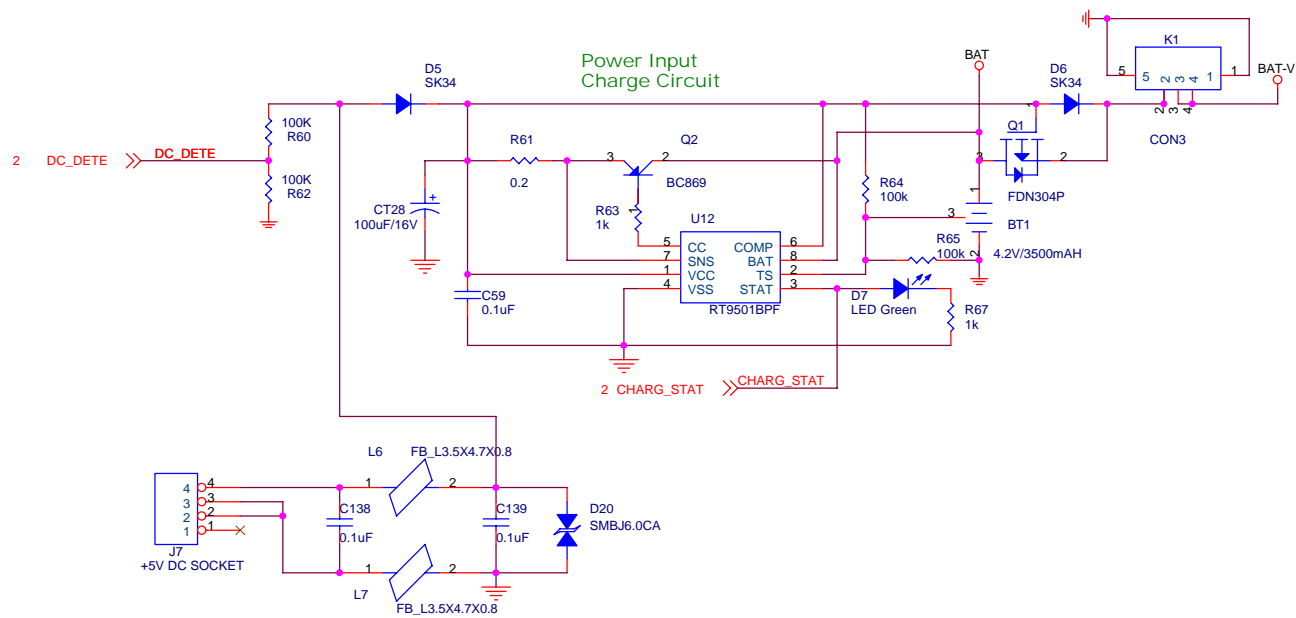 Power Input
Charge Circuit
K1
5
5
2
3
4
1
1
2
3
4
CON3
BAT
BAT-V
D5
SK34
D6
SK34
1
Q1
3
2
FDN304P
100K
R60
2 DC_DETE
DC_DETE
100K
R62
R61
0.2
Q2
3
2
1
BC869
CT28
+
100uF/16V
R63
1k
R64
100k
1
3
2
BT1
4.2V/3500mAH
R65
100k
U12
5 CC COMP 6
7 SNS BAT 8
1 VCC TS 2
4 VSS STAT 3
RT9501BPF
C59
0.1uF
D7
LED Green
R67
1k
2 CHARG_STAT
CHARG_STAT
L6
FB_L3.5X4.7X0.8
1
2
4 4
3 3
2 2
1 1
J7
+5V DC SOCKET
C138
0.1uF
C139
0.1uF
D20
SMBJ6.0CA
1
2
L7
FB_L3.5X4.7X0.8